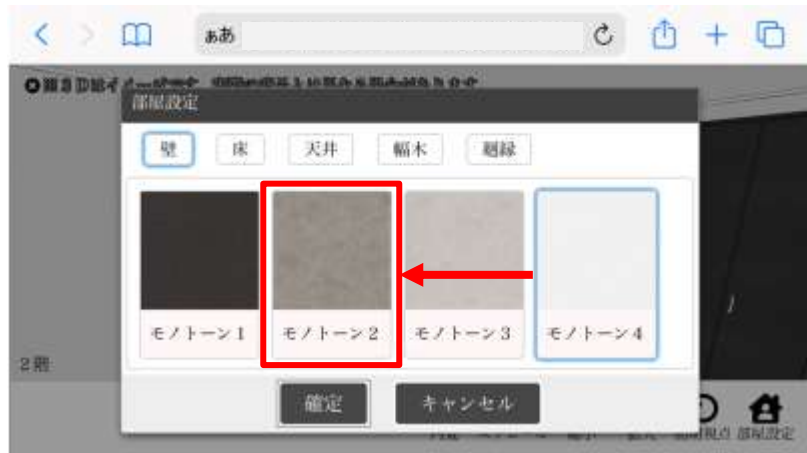 ぁあ
部屋設定
壁 床 天井 幅木 廻縁
モノトーン1 モノトーン2 モノトーン3 モノトーン4
2階
確定 キャンセル
部屋設定